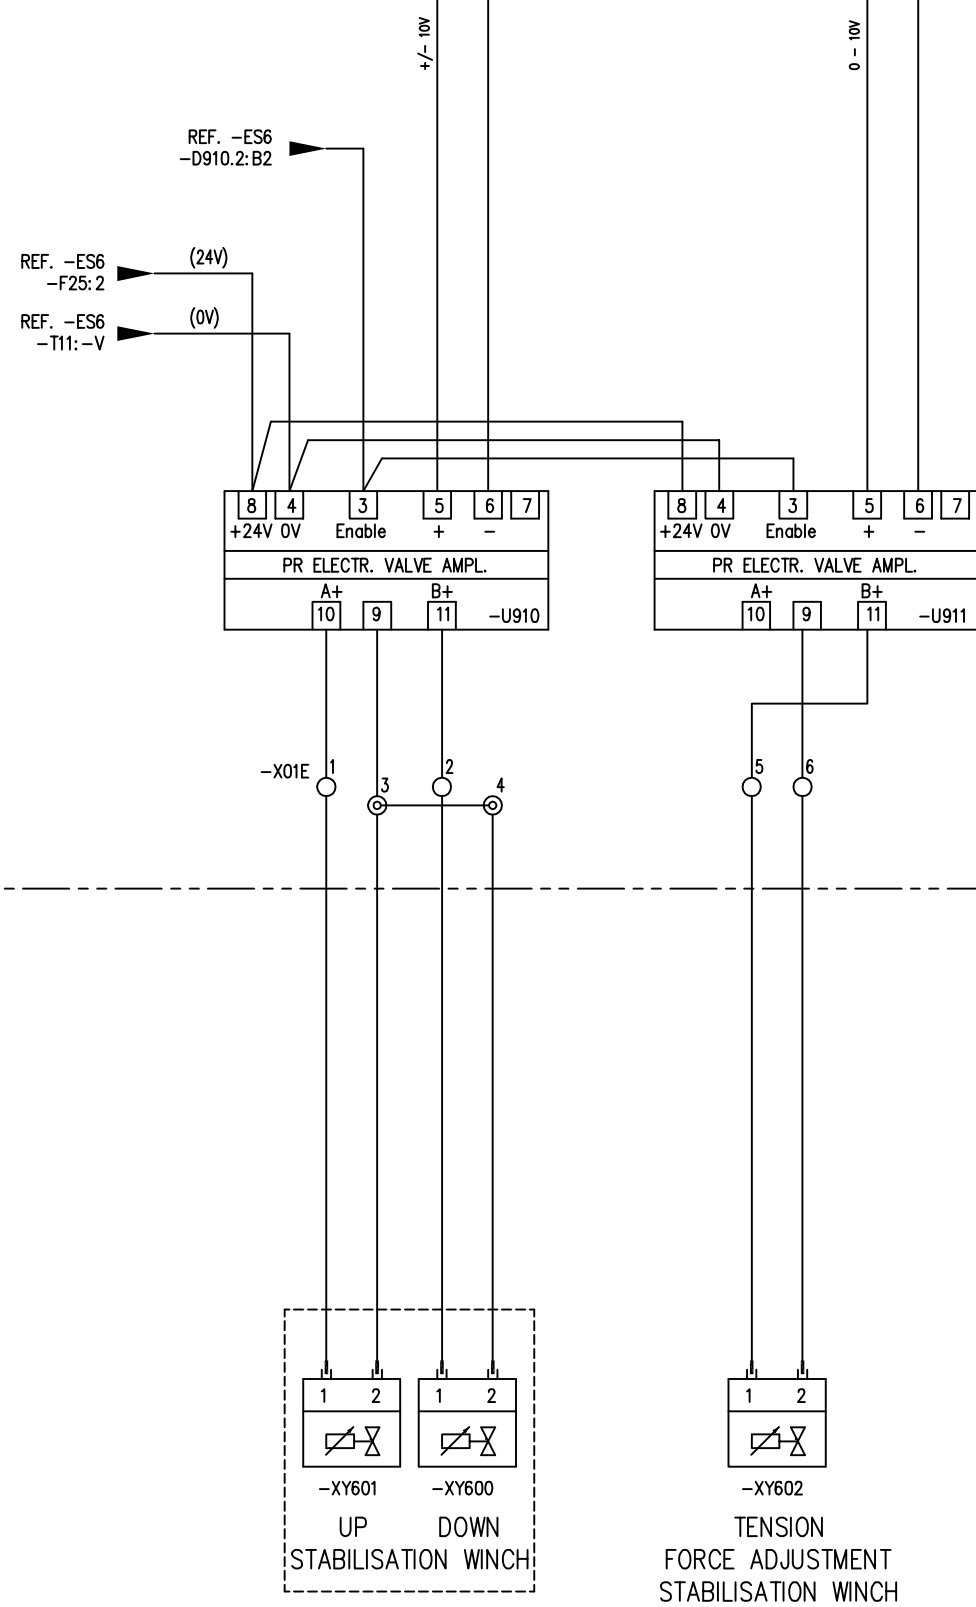 +/- 10V
0 - 10V
REF. -ES6
-D910.2:B2
REF. -ES6
-F25:2
(24V)
REF. -ES6
-T11:-V
(0V)
8 4 3 5 6 7
+24V 0V Enable + -
PR ELECTR. VALVE AMPL.
A+ B+
10 9 11 -U910
8 4 3 5 6 7
+24V 0V Enable + -
PR ELECTR. VALVE AMPL.
A+ B+
10 9 11 -U911
-X01E 1 2 5 6
3 4
1 2 1 2 1 2
-XY601 -XY600 -XY602
UP DOWN
STABILISATION WINCH
TENSION
FORCE ADJUSTMENT
STABILISATION WINCH